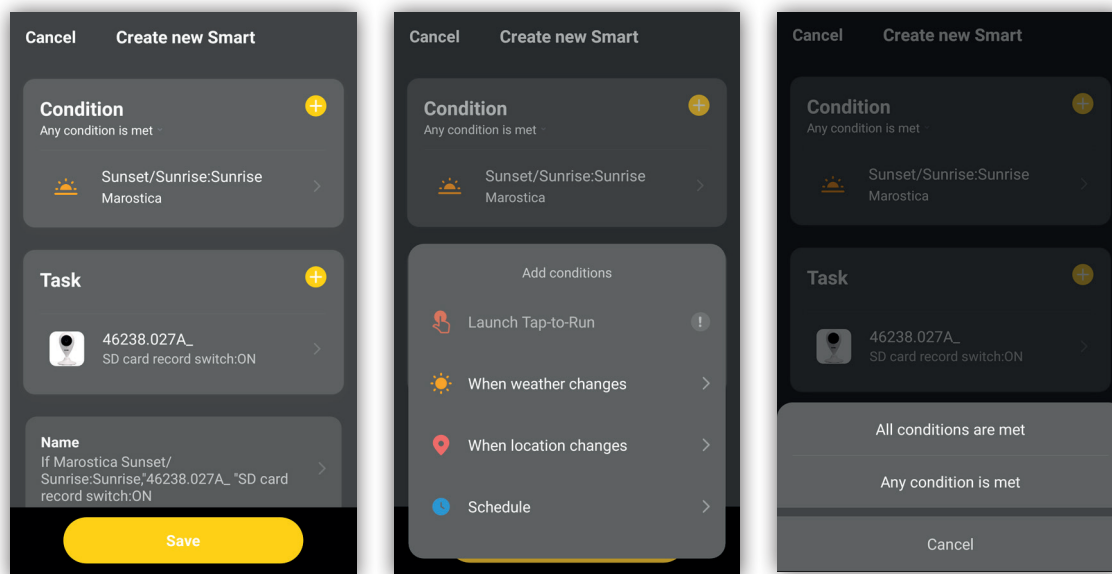 Cancel Create new Smart
Condition
Any condition is met
Sunset/Sunrise:Sunrise
Marostica
Task
46238.027A_
SD card record switch:ON
Name
If Marostica Sunset/
Sunrise:Sunrise,"46238.027A_ "SD card
record switch:ON
Save
Cancel Create new Smart
Condition
Any condition is met
Sunset/Sunrise:Sunrise
Marostica
Add conditions
Launch Tap-to-Run
When weather changes
When location changes
Schedule
Cancel Create new Smart
Condition
Any condition is met
Sunset/Sunrise:Sunrise
Marostica
Task
46238.027A_
SD card record switch:ON
All conditions are met
Any condition is met
Cancel